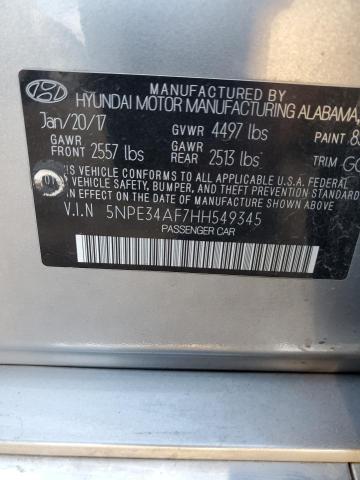 MANUFACTURED BY
HYUNDAI MOTOR MANUFACTURING ALABAMA,
Jan/20/17 GVWR 4497 lbs PAINT
GAWR GAWR
FRONT 2557 lbs REAR 2513 lbs TRIM
THIS VEHICLE CONFORMS TO ALL APPLICABLE U.S.A. FEDERAL
VEHICLE SAFETY, BUMPER, AND THEFT PREVENTION STANDARDS
IN EFFECT ON THE DATE OF MANUFACTURE SHOWN ABOVE.
V.I.N 5NPE34AF7HH549345
PASSENGER CAR